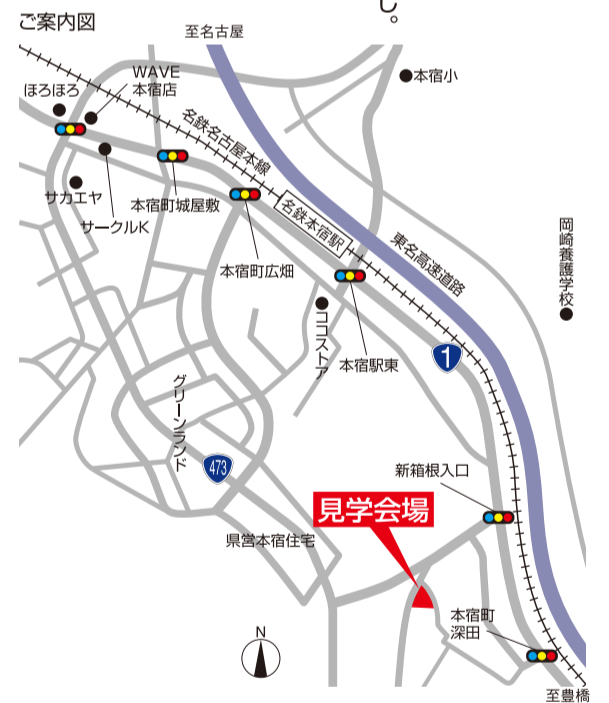 し。
ご案内図
至名古屋
本宿小
WAVE
本宿店
ほろほろ
名鉄名古屋本線
サカエヤ
サークルK
本宿町城屋敷
名鉄本宿駅
本宿町広畑
東名高速道路
岡崎養護学校
ココストア
本宿駅東
1
グリーンランド
473
新箱根入口
見学会場
県営本宿住宅
本宿町
深田
N
至豊橋